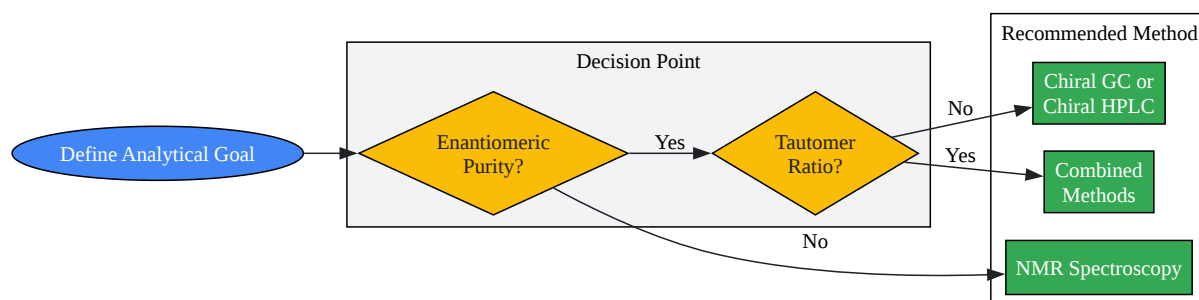 Define Analytical Goal
Decision Point
Enantiomeric
Purity?
Yes
Tautomer
Ratio?
No
Yes
No
Recommended Method
Chiral GC or
Chiral HPLC
Combined
Methods
NMR Spectroscopy